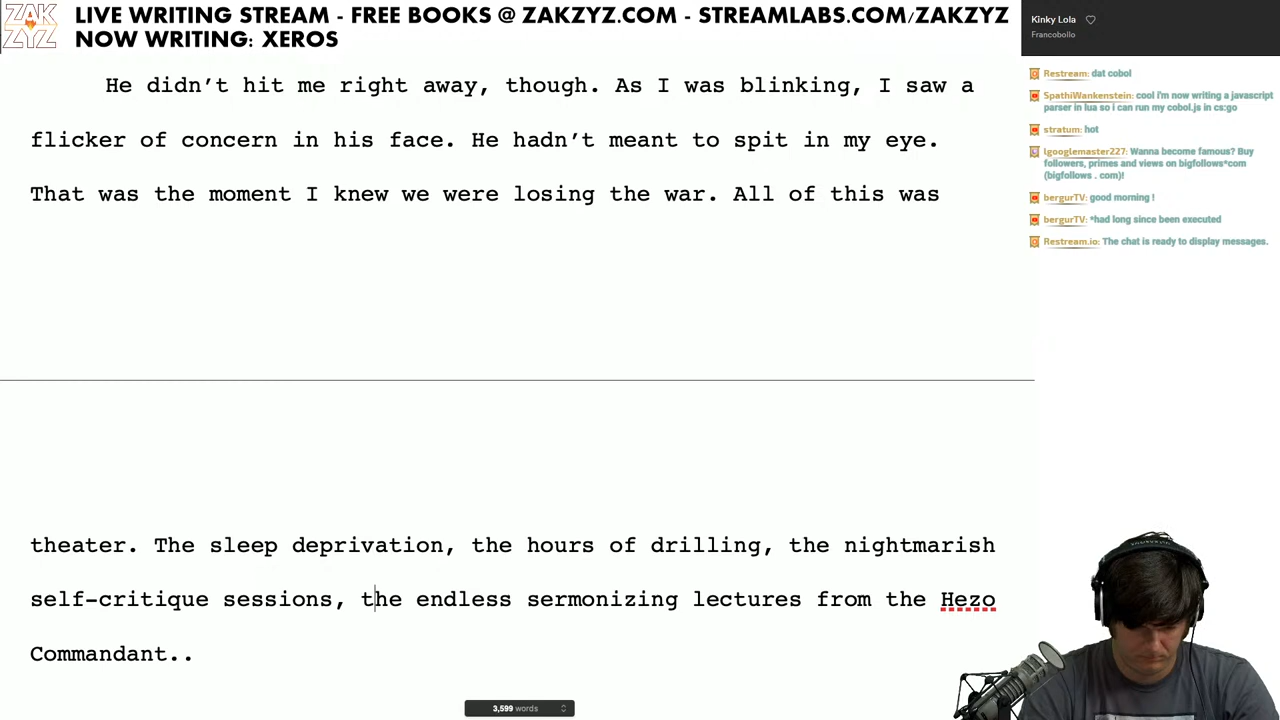 ZAK
ZYZ
LIVE WRITING STREAM - FREE BOOKS @ ZAKZYZ.COM - STREAMLABS.COM/ZAKZYZ
NOW WRITING: XEROS
He didn’t hit me right away, though. As I was blinking, I saw a
flicker of concern in his face. He hadn’t meant to spit in my eye.
That was the moment I knew we were losing the war. All of this was
theater. The sleep deprivation, the hours of drilling, the nightmarish
self-critique sessions, the endless sermonizing lectures from the Hezo
Commandant..
3,599 words
Kinky Lola
Francobollo
Restream: dat cobol
SpathiWankenstein: cool i'm now writing a javascript
parser in lua so i can run my cobol.js in cs:go
stratum: hot
lgooglemaster227: Wanna become famous? Buy
followers, primes and views on bigfollows*com
(bigfollows . com)!
bergurTV: good morning !
bergurTV: *had long since been executed
Restream.io: The chat is ready to display messages.